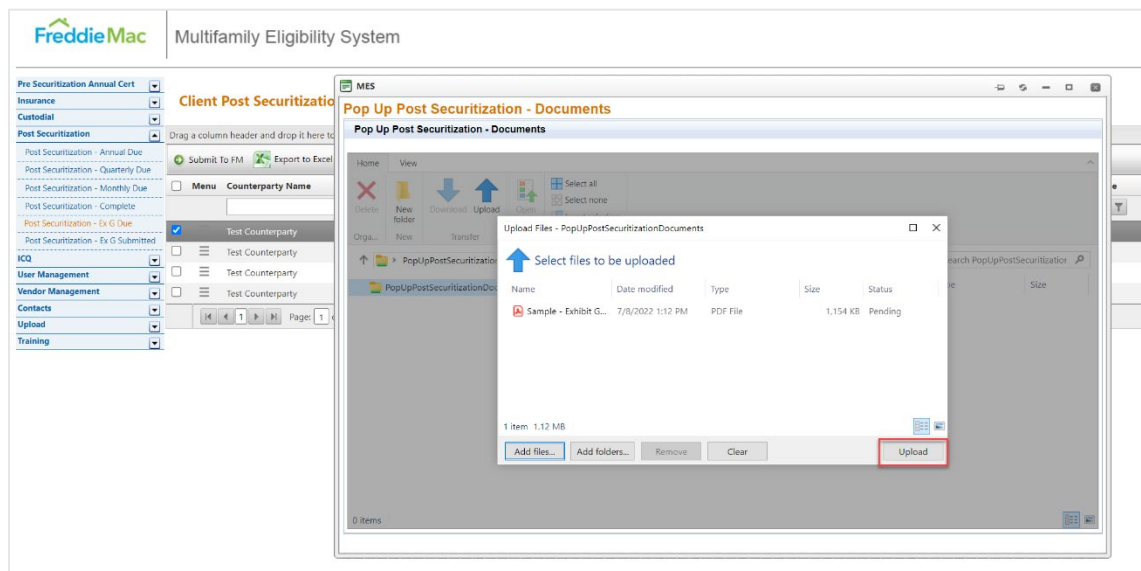 FreddieMac
Multifamily Eligibility System
Pre Securitization Annual Cert
Insurance
Custodial
Post Securitization
Post Securitization - Annual Due
Post Securitization - Quarterly Due
Post Securitization - Monthly Due
Post Securitization - Complete
Post Securitization - Ex G Due
Post Securitization - Ex G Submitted
ICQ
User Management
Vendor Management
Contacts
Upload
Training
Client Post Securitizatio
Drag a column header and drop it here to
Submit To FM Export to Excel
Menu Counterparty Name
Test Counterparty
Test Counterparty
Test Counterparty
Test Counterparty
1 Page: 1
MES
Pop Up Post Securitization - Documents
Pop Up Post Securitization - Documents
Home View
Delete New folder Download Upload Open
Select all
Select none
Orga... New Transfer
PopUpPostSecuritization
earch PopUpPostSecuritization
PopUpPostSecuritizationDoc
Size
Upload Files - PopUpPostSecuritizationDocuments
Select files to be uploaded
Name Date modified Type Size Status
Sample - Exhibit G... 7/8/2022 1:12 PM PDF File 1,154 KB Pending
1 item 1.12 MB
Add files... Add folders... Remove Clear Upload
0 items